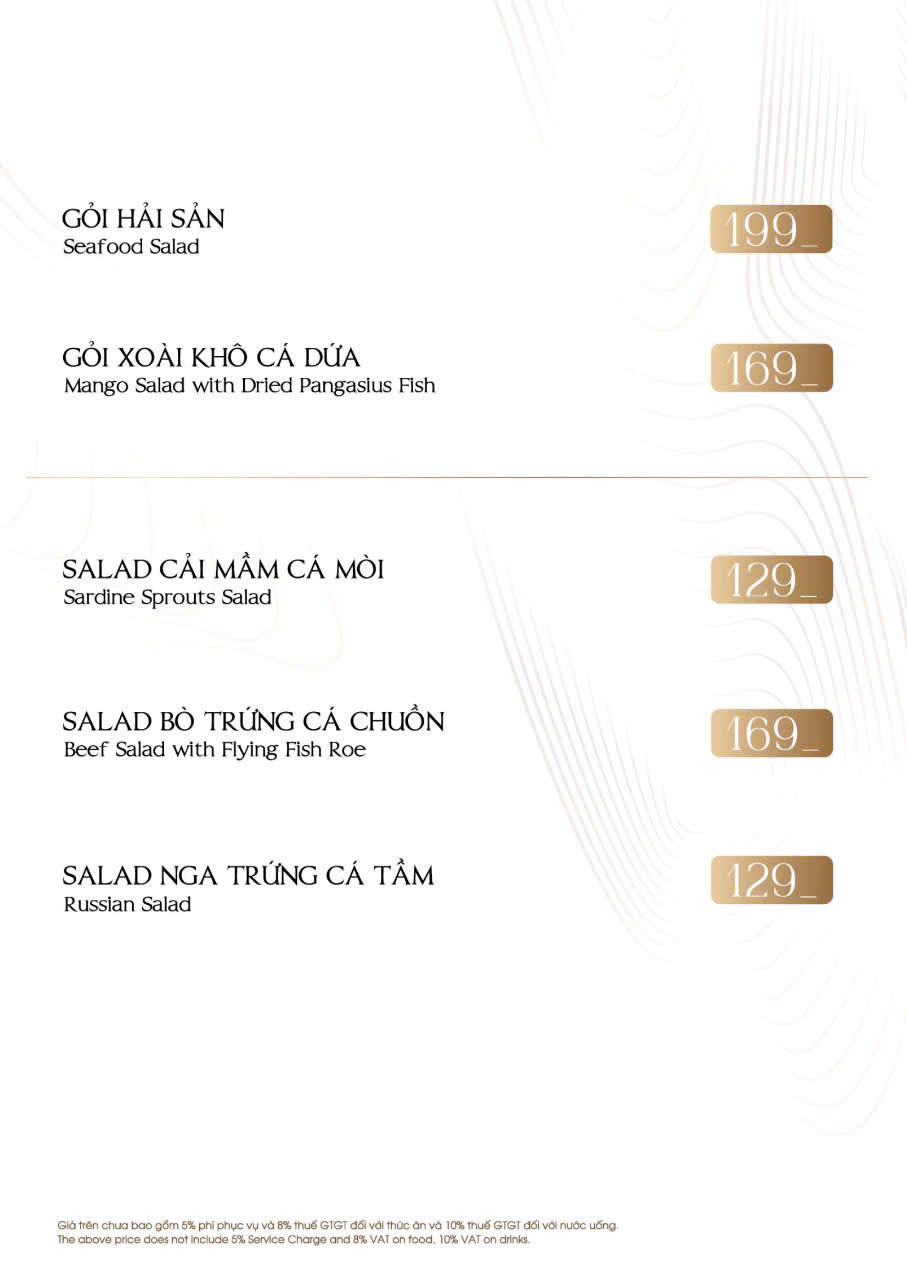 GỎI HẢI SẢN
199_
Seafood Salad
GỎI XOÀI KHÔ CÁ DỨA
169_
Mango Salad with Dried Pangasius Fish
SALAD CẢI MẦM CÁ MÒI
129_
Sardine Sprouts Salad
SALAD BÒ TRỨNG CÁ CHUỒN
169_
Beef Salad with Flying Fish Roe
SALAD NGA TRỨNG CÁ TẦM
129_
Russian Salad
Giá trên chưa bao gồm 5% phí phục vụ và 8% thuế GTGT đối với thức ăn và 10% thuế GTGT đối với nước uống.
The above price does not include 5% Service Charge and 8% VAT on food, 10% VAT on drinks.